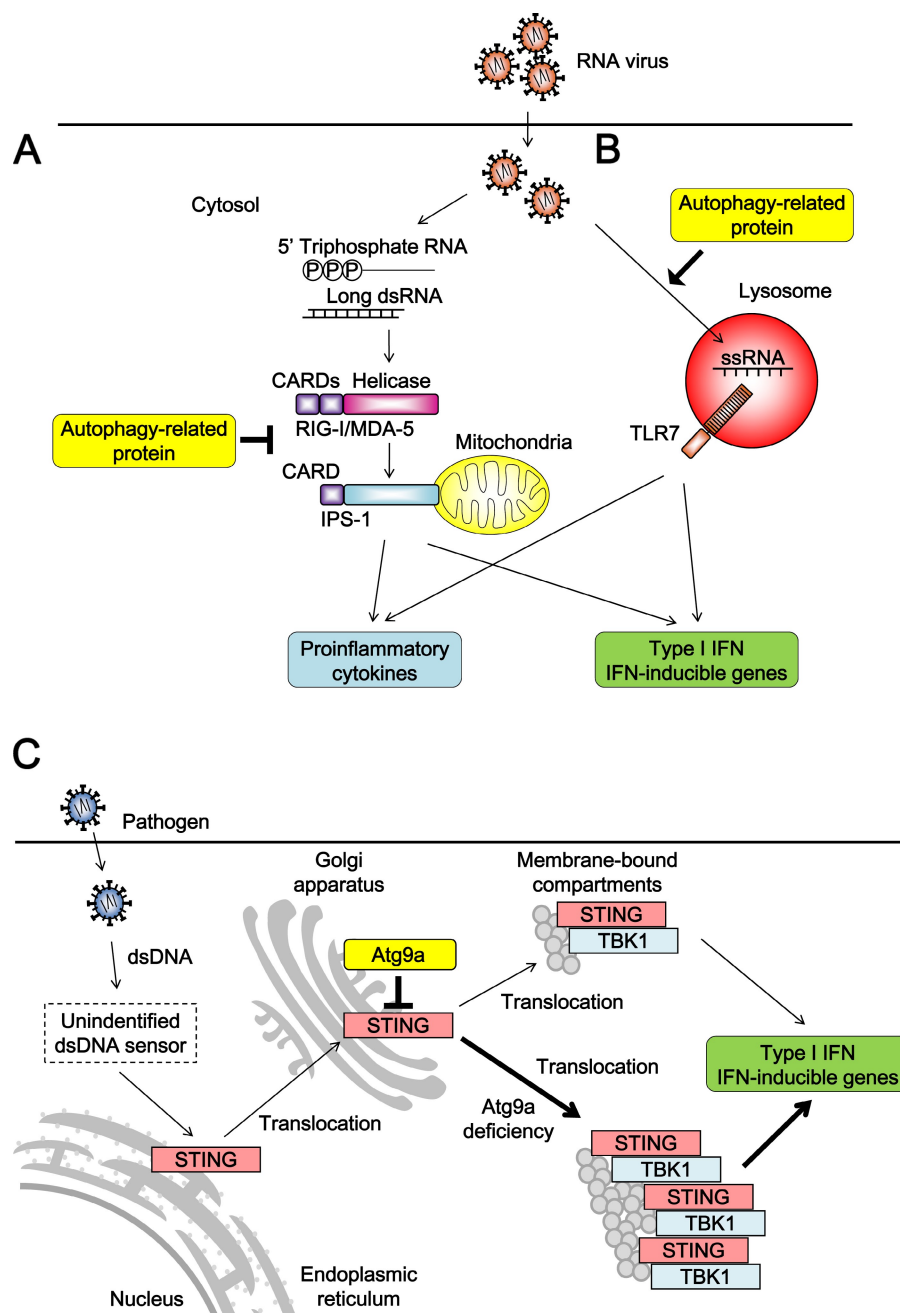 RNA virus
A
B
Cytosol
Autophagy-related
protein
5' Triphosphate RNA
P P P
Long dsRNA
Lysosome
ssRNA
CARDs Helicase
RIG-I/MDA-5
TLR7
Autophagy-related
protein
Mitochondria
CARD
IPS-1
Proinflammatory
cytokines
Type I IFN
IFN-inducible genes
C
Pathogen
Golgi
apparatus
Membrane-bound
compartments
STING
TBK1
dsDNA
Atg9a
Unidentified
dsDNA sensor
STING
Translocation
Translocation
Type I IFN
IFN-inducible genes
Atg9a
deficiency
Translocation
STING
STING
TBK1
STING
TBK1
STING
TBK1
Endoplasmic
reticulum
Nucleus